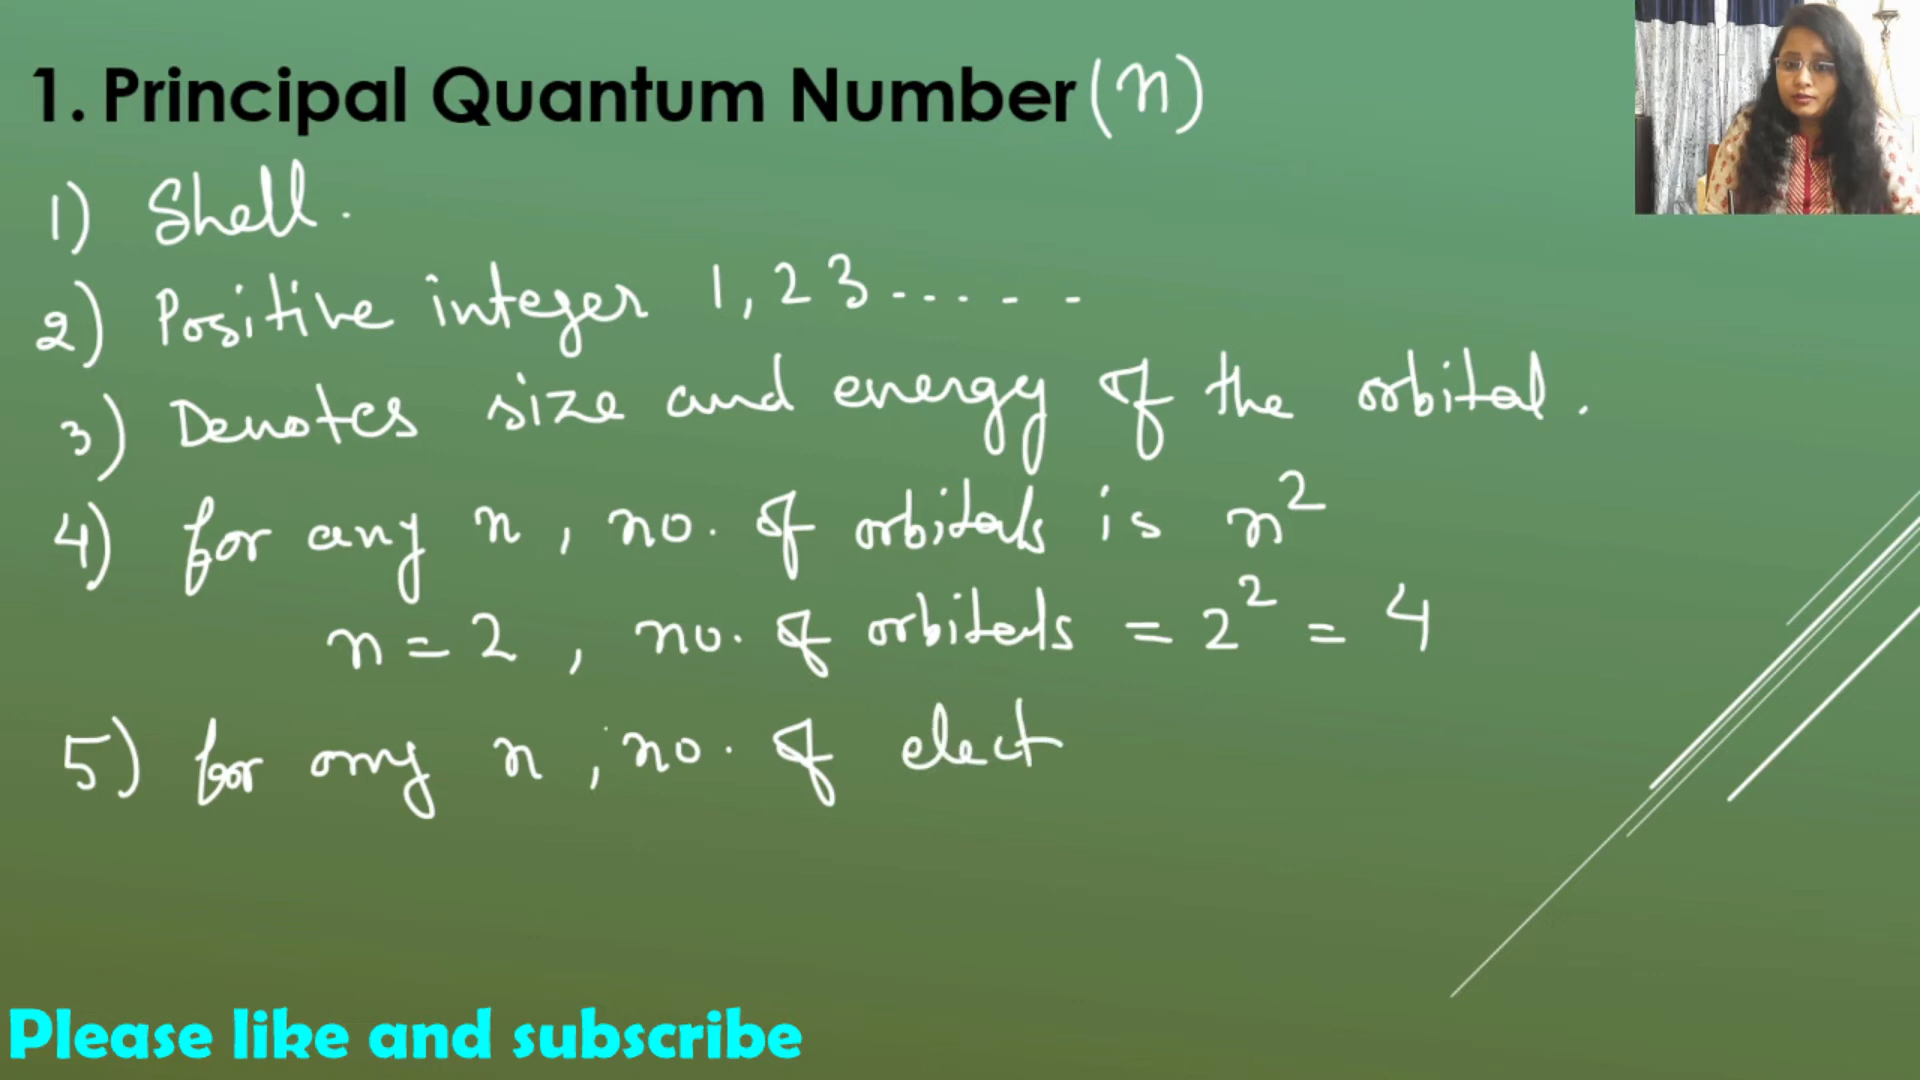 1. Principal Quantum Number (n)
1) Shell.
2) Positive integer 1, 2 3 . . . . . .
3) Denotes size and energy of the orbital.
4) for any n, no. of orbitals is n²
n = 2, no. of orbitals = 2² = 4
5) for any n, no. of elect
Please like and subscribe